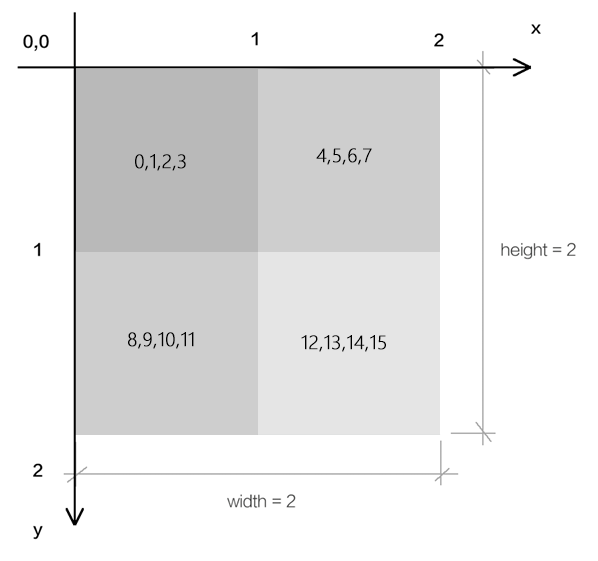 0,0
1
2
x
0,1,2,3
4,5,6,7
1
height = 2
8,9,10,11
12,13,14,15
2
width = 2
y